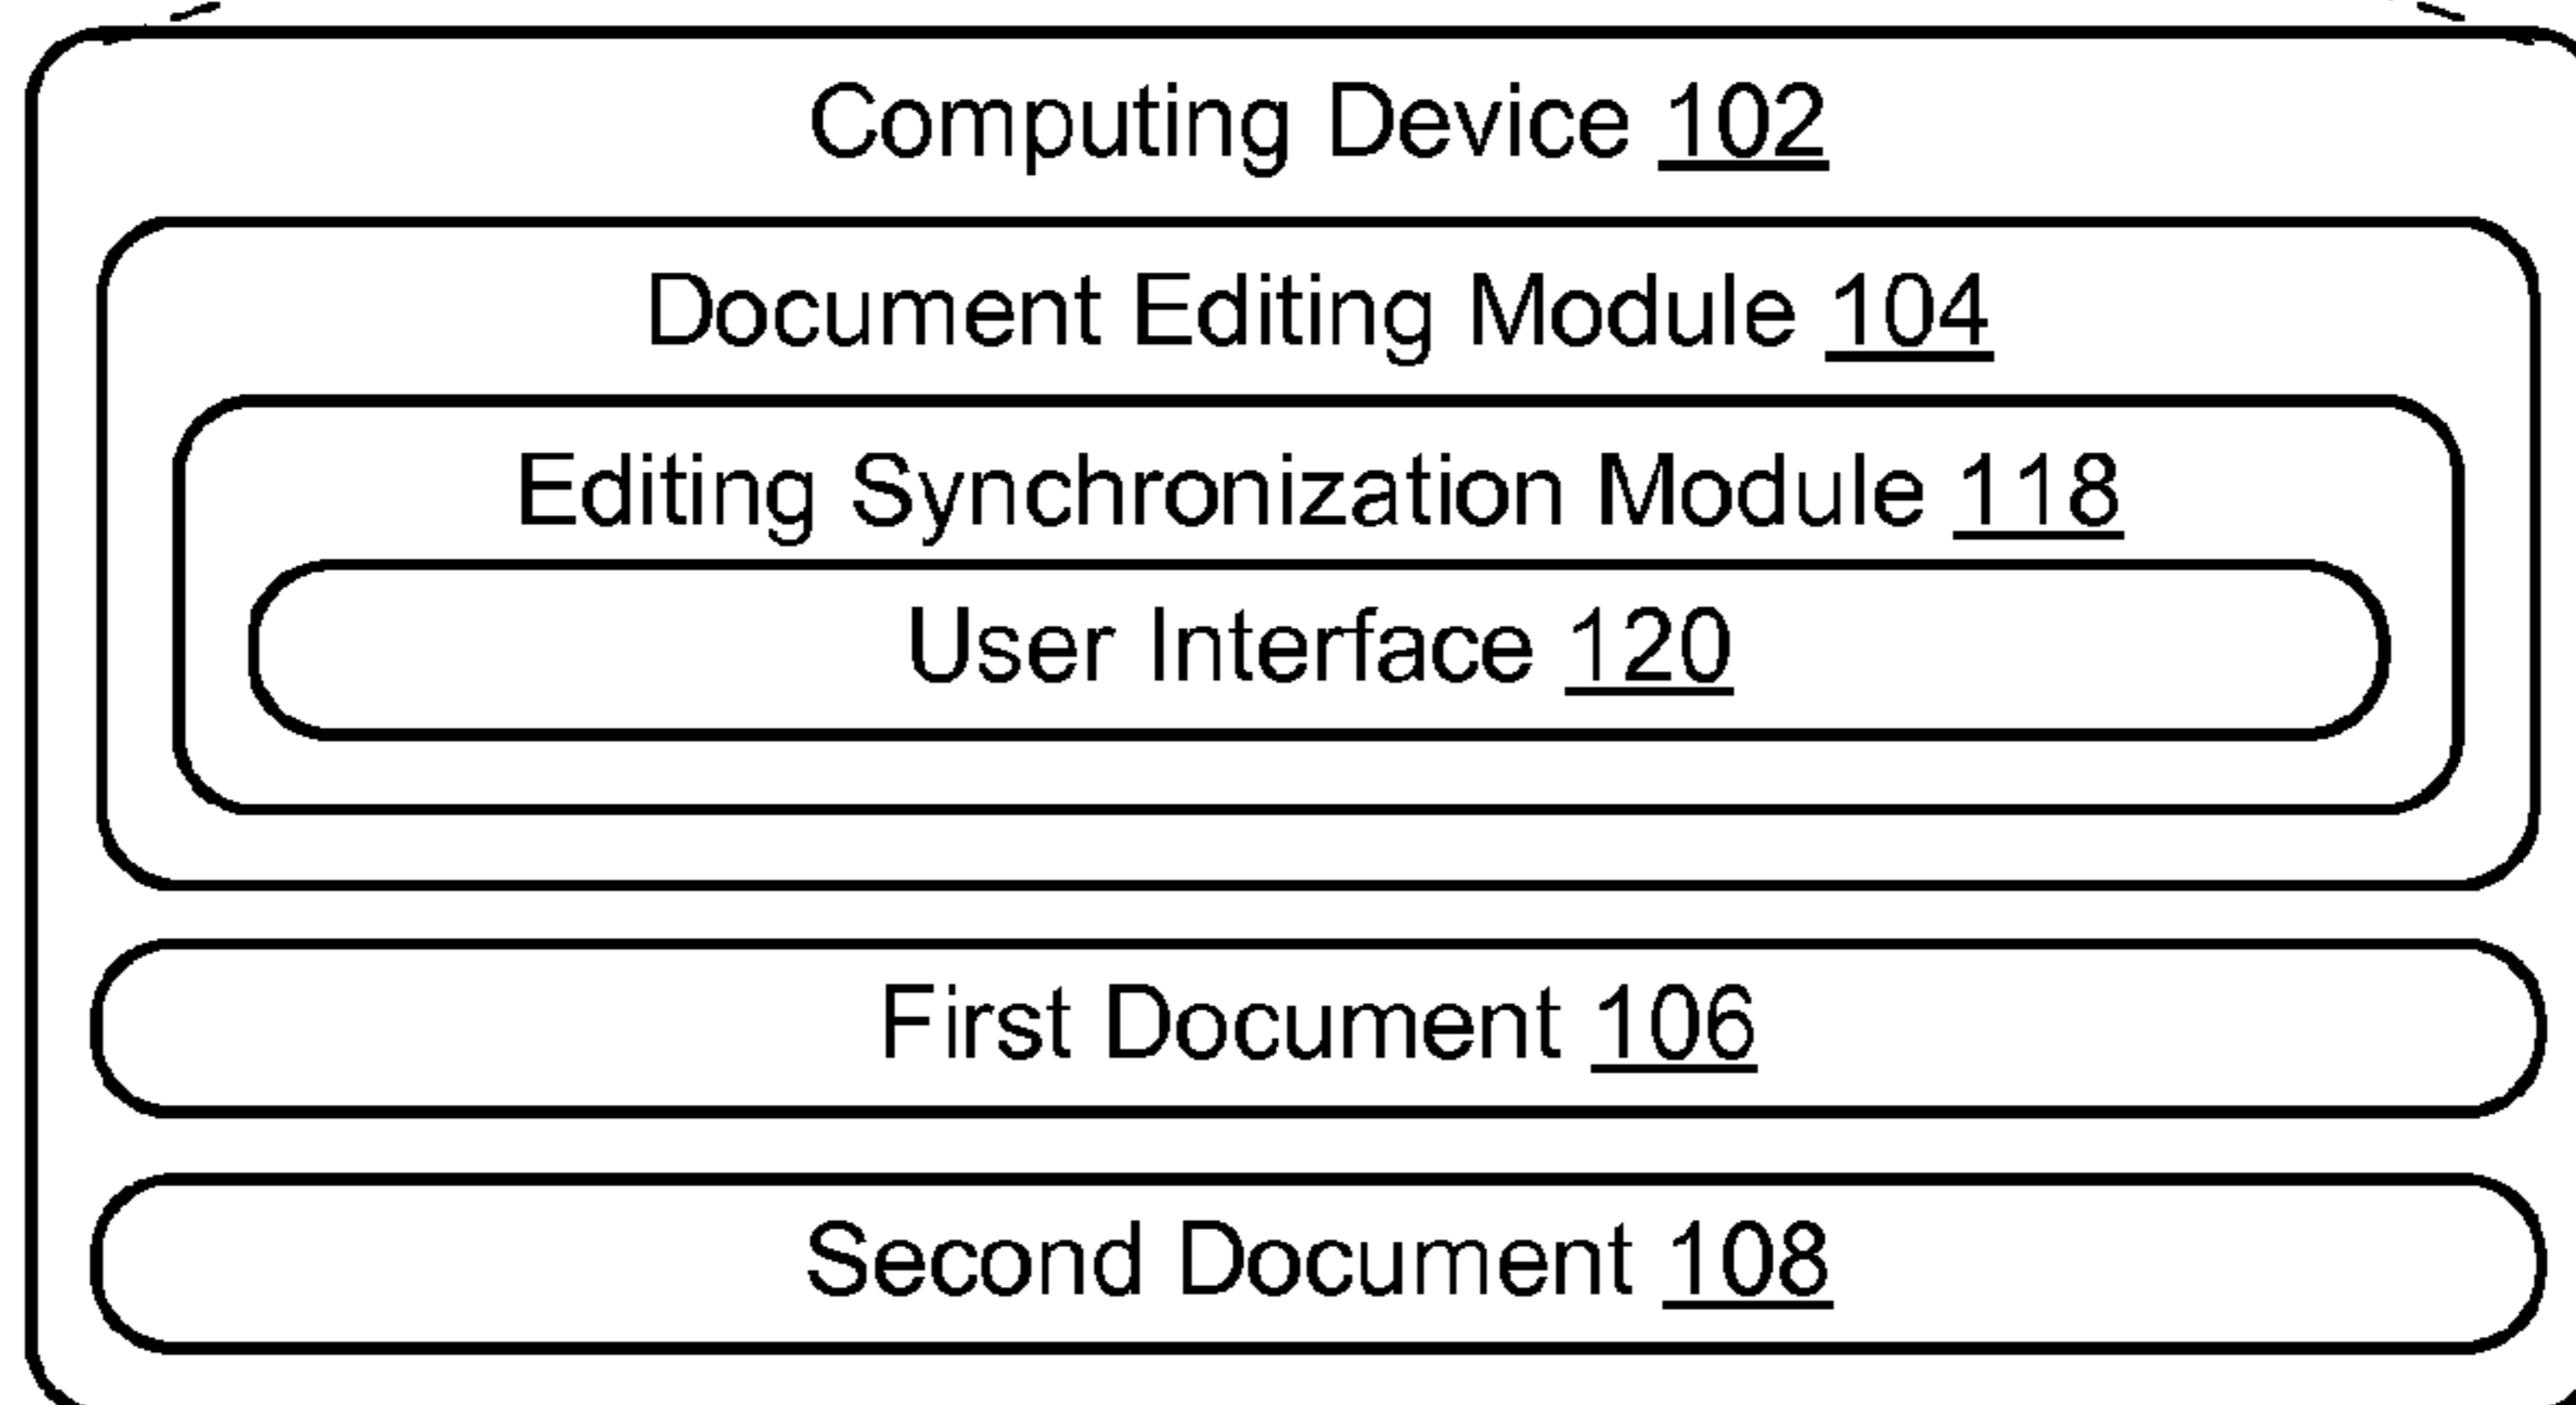 Computing Device 102
Document Editing Module 104
Editing Synchronization Module 118
User Interface 120
First Document 106
Second Document 108